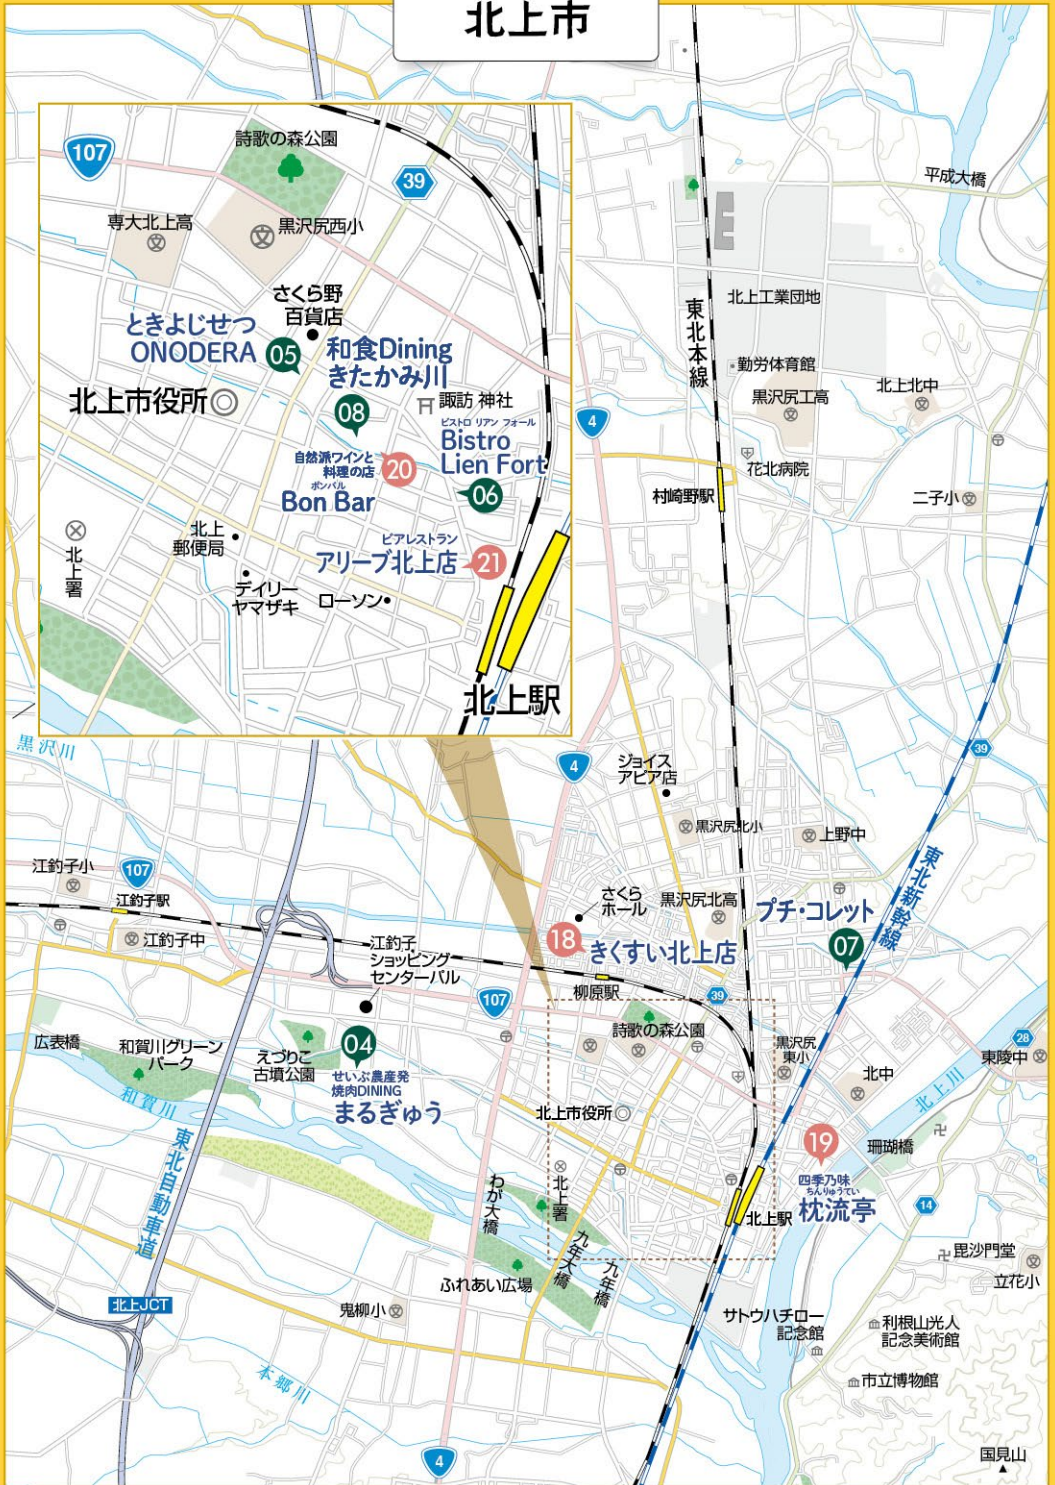 北上市
107
詩歌の森公園
39
専大北上高
黒沢尻西小
さくら野
百貨店
ときよじせつ
ONODERA
05
和食Dining
きたかみ川
北上市役所
08
諏訪 神社
ビストロ リアン フォール
Bistro
Lien Fort
06
自然派ワインと
料理の店
ボンバル
Bon Bar
20
北上
郵便局
北上署
ビアレストラン
アリーブ北上店
21
デイリー
ヤマザキ
ローソン
北上駅
平成大橋
北上工業団地
東北本線
勤労体育館
黒沢尻工高
北上北中
4
花北病院
村崎野駅
二子小
黒沢川
39
4
ジョイス
アピア店
黒沢尻北小
上野中
江釣子小
107
江釣子駅
江釣子中
さくら
ホール
黒沢尻北高
プチ・コレット
07
東北新幹線
18
きくすい北上店
江釣子
ショッピング
センターパル
107
柳原駅
39
詩歌の森公園
黒沢尻
東小
28
東陵中
広表橋
和賀川グリーン
パーク
えづりこ
古墳公園
04
せいぶ農産発
焼肉DINING
まるぎゅう
北中
北上川
和賀川
北上市役所
19
珊瑚橋
四季乃味
ちんりゅうてい
枕流亭
東北自動車道
わが大橋
北上署
北上駅
14
毘沙門堂
立花小
九年大橋
九年橋
ふれあい広場
北上JCT
鬼柳小
サトウハチロー
記念館
利根山光人
記念美術館
本郷川
市立博物館
4
国見山